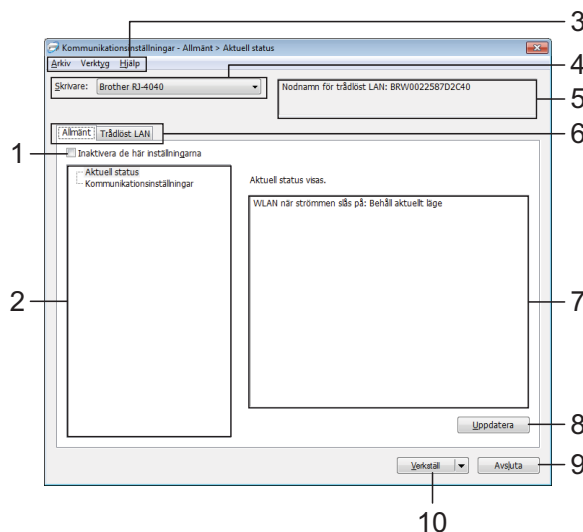 3
Kommunikationsinställningar - Allmänt > Aktuell status
Arkiv Verktyg Hjälp
4
Skrivare: Brother RJ-4040
Nodnamn för trådlöst LAN: BRW0022587D2C40
5
Allmänt Trådlöst LAN
6
1
Inaktivera de här inställningarna
Aktuell status
Kommunikationsinställningar
Aktuell status visas.
WLAN när strömmen slås på: Behåll aktuellt läge
2
7
Uppdatera
8
Verkställ
Avsluta
9
10